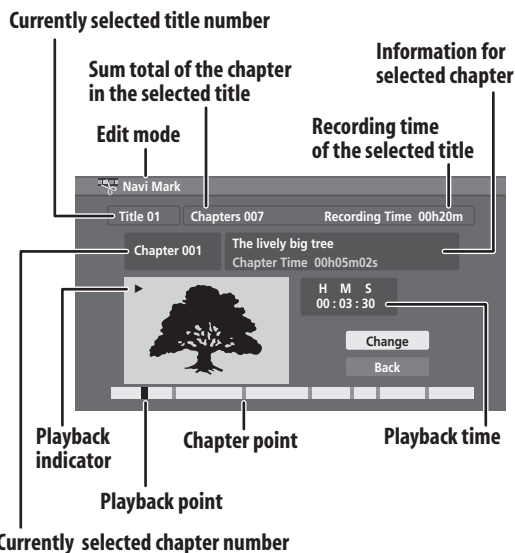 Currently selected title number
Sum total of the chapter
in the selected title
Edit mode
Information for
selected chapter
Recording time
of the selected title
Navi Mark
Title 01 Chapters 007 Recording Time 00h20m
Chapter 001
The lively big tree
Chapter Time 00h05m02s
H M S
00 : 03 : 30
Change
Back
Playback
indicator
Chapter point
Playback time
Playback point
Currently selected chapter number